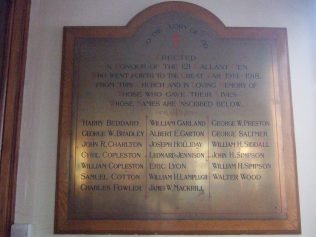 TO THE GLORY OF GOD
ERECTED
IN HONOUR OF THE 121 GALLANT MEN
WHO WENT FORTH TO THE GREAT WAR 1914-1918,
FROM THIS CHURCH AND IN LOVING MEMORY OF
THOSE WHO GAVE THEIR LIVES
WHOSE NAMES ARE INSCRIBED BELOW.
HARRY BEDDARD WILLIAM GARLAND GEORGE W. PRESTON
GEORGE W. BRADLEY ALBERT E. GARTON GEORGE SALTMER
JOHN R. CHARLTON JOSEPH HOLLIDAY WILLIAM H. SIDDALL
CYRIL COPLESTON LEONARD JENNISON JOHN H. SIMPSON
WILLIAM COPLESTON ERIC LYON WILLIAM H. SIMPSON
SAMUEL COTTON WILLIAM H. LAMPLUGH WALTER WOOD
CHARLES FOWLER JAMES W. MACKRILL